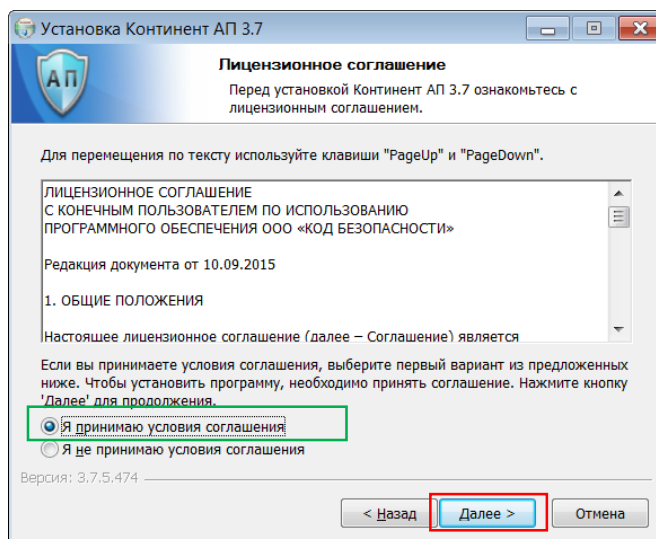 Установка Континент АП 3.7
АП
Лицензионное соглашение
Перед установкой Континент АП 3.7 ознакомьтесь с
лицензионным соглашением.
Для перемещения по тексту используйте клавиши "PageUp" и "PageDown".
ЛИЦЕНЗИОННОЕ СОГЛАШЕНИЕ
С КОНЕЧНЫМ ПОЛЬЗОВАТЕЛЕМ ПО ИСПОЛЬЗОВАНИЮ
ПРОГРАММНОГО ОБЕСПЕЧЕНИЯ ООО «КОД БЕЗОПАСНОСТИ»
Редакция документа от 10.09.2015
1. ОБЩИЕ ПОЛОЖЕНИЯ
Настоящее лицензионное соглашение (далее – Соглашение) является
Если вы принимаете условия соглашения, выберите первый вариант из предложенных
ниже. Чтобы установить программу, необходимо принять соглашение. Нажмите кнопку
'Далее' для продолжения.
Я принимаю условия соглашения
Я не принимаю условия соглашения
Версия: 3.7.5.474
< Назад Далее > Отмена